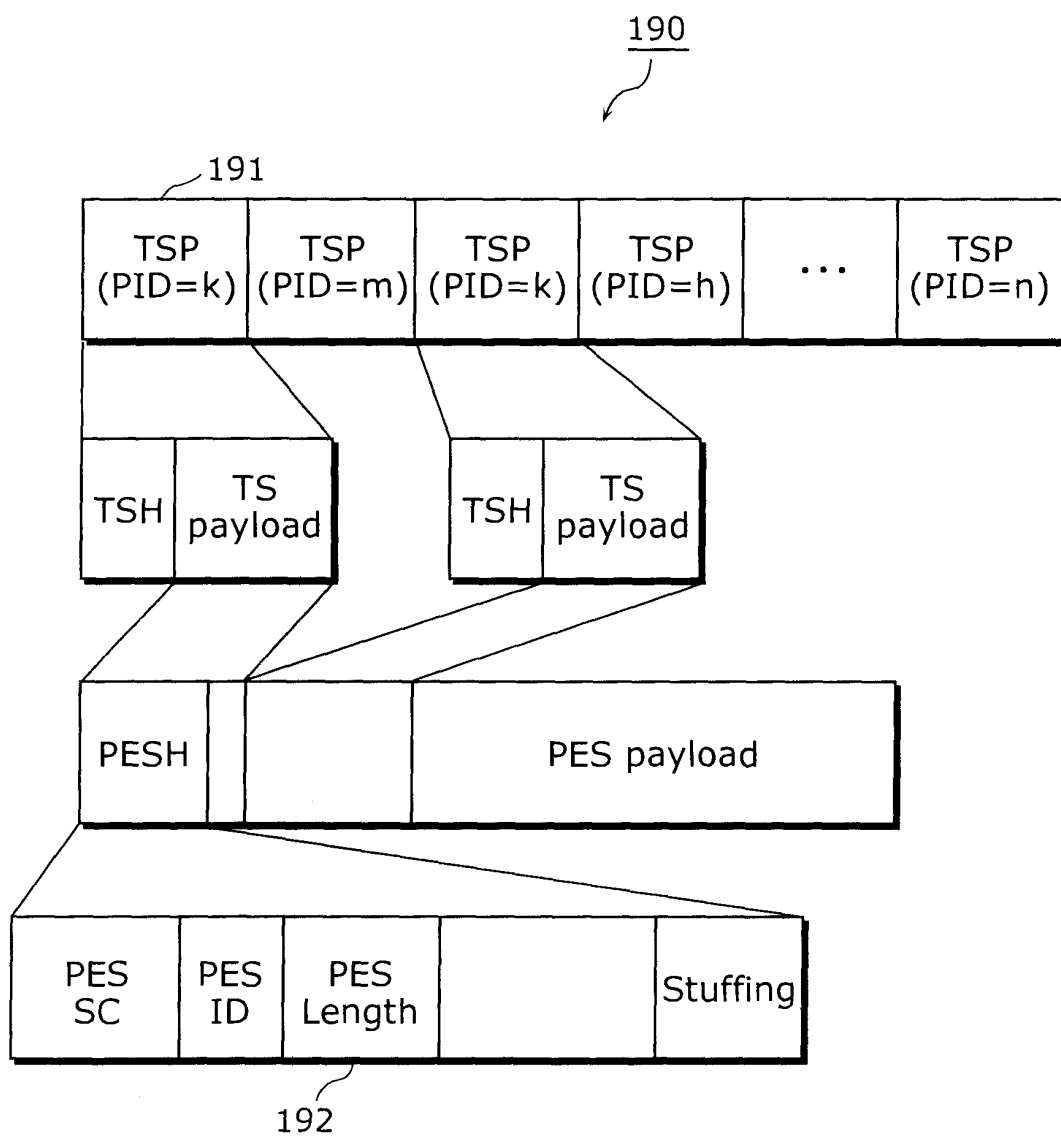 190
191
TSP
(PID=k)
TSP
(PID=m)
TSP
(PID=k)
TSP
(PID=h)
...
TSP
(PID=n)
TSH
TS
payload
TSH
TS
payload
PESH
PES payload
PES
SC
PES
ID
PES
Length
Stuffing
192